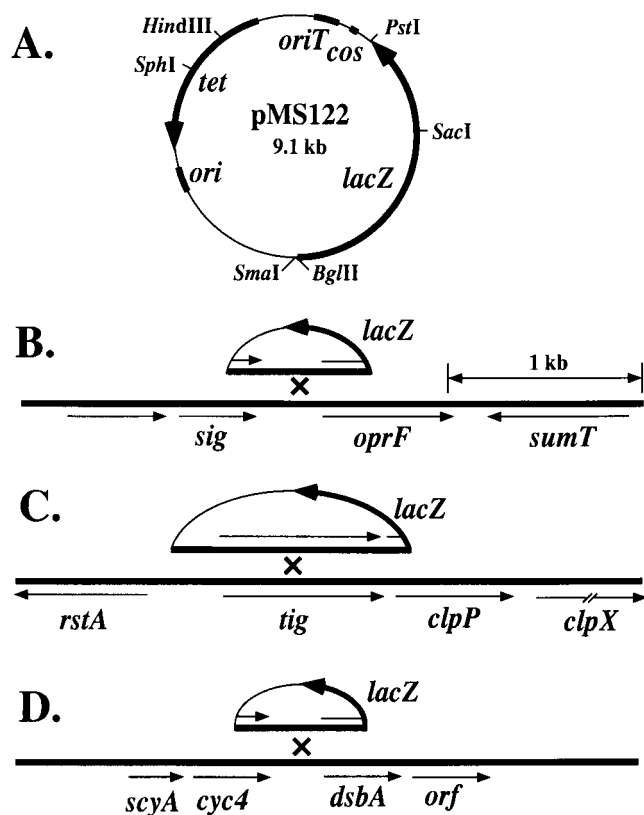 A.
HindIII
oriT
cos
PstI
SphI
tet
pMS122
9.1 kb
SacI
ori
lacZ
SmaI
BglII
B.
lacZ
1 kb
sig
oprF
sumT
C.
lacZ
rstA
tig
clpP
clpX
D.
lacZ
scyA
cyc4
dsbA
orf